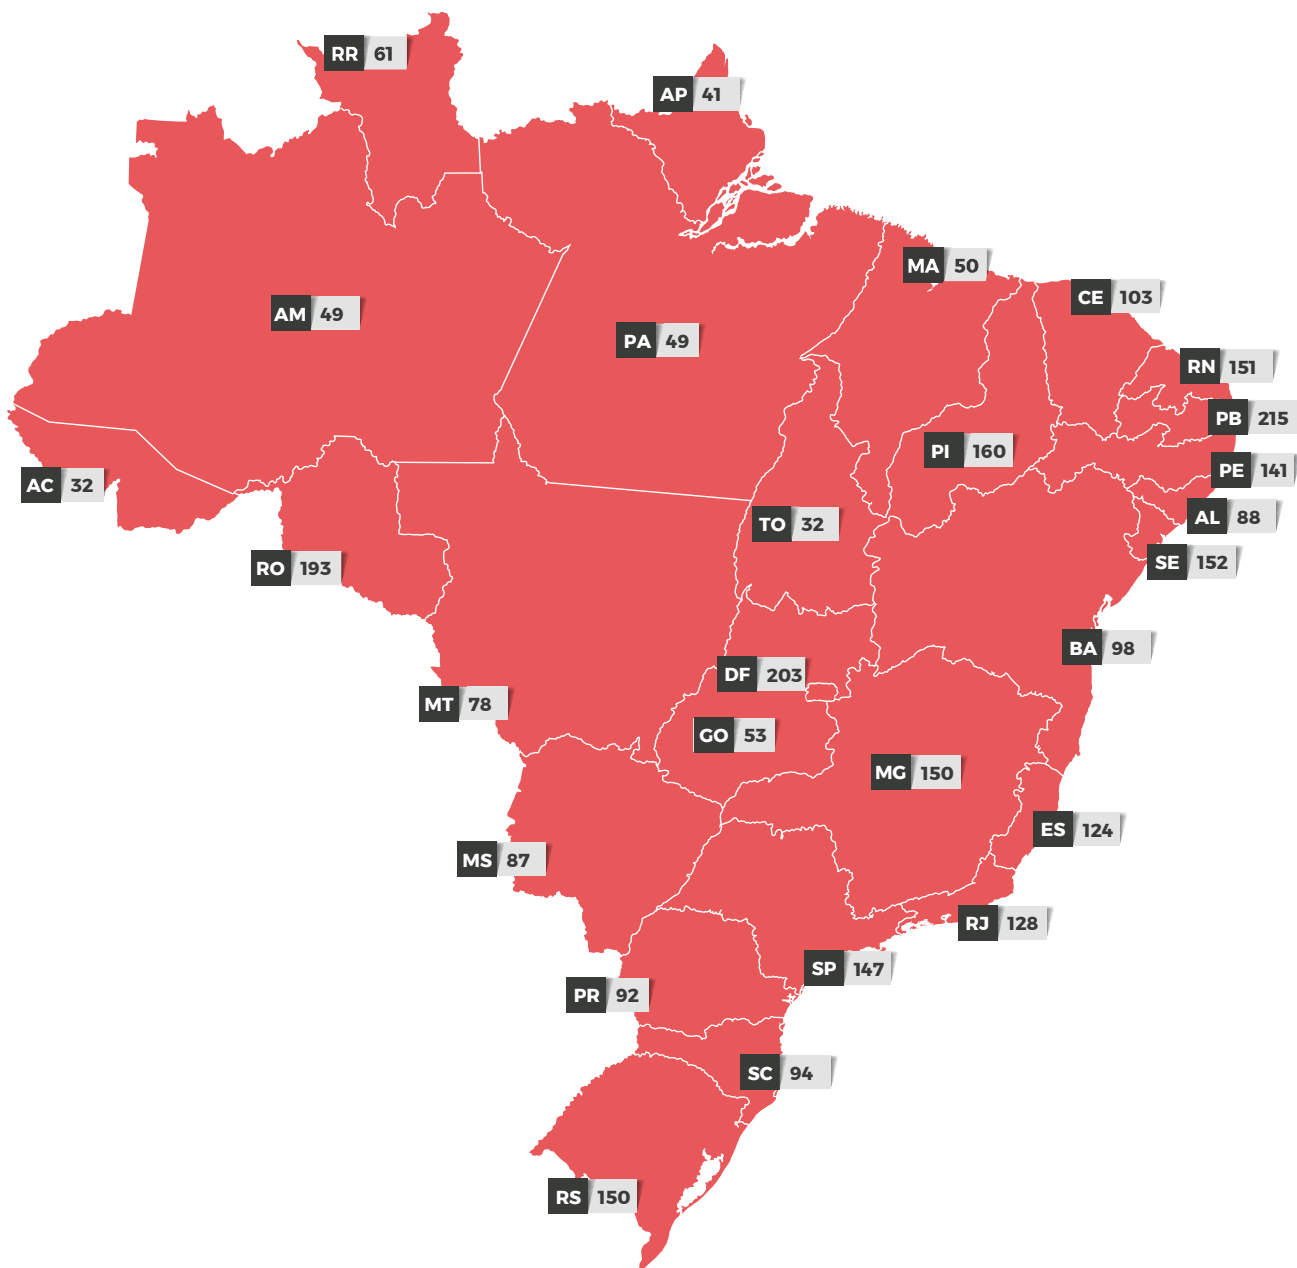 RR 61
AP 41
MA 50
CE 103
AM 49
PA 49
RN 151
PB 215
PI 160
PE 141
AC 32
AL 88
TO 32
SE 152
RO 193
BA 98
DF 203
MT 78
GO 53
MG 150
ES 124
MS 87
RJ 128
SP 147
PR 92
SC 94
RS 150